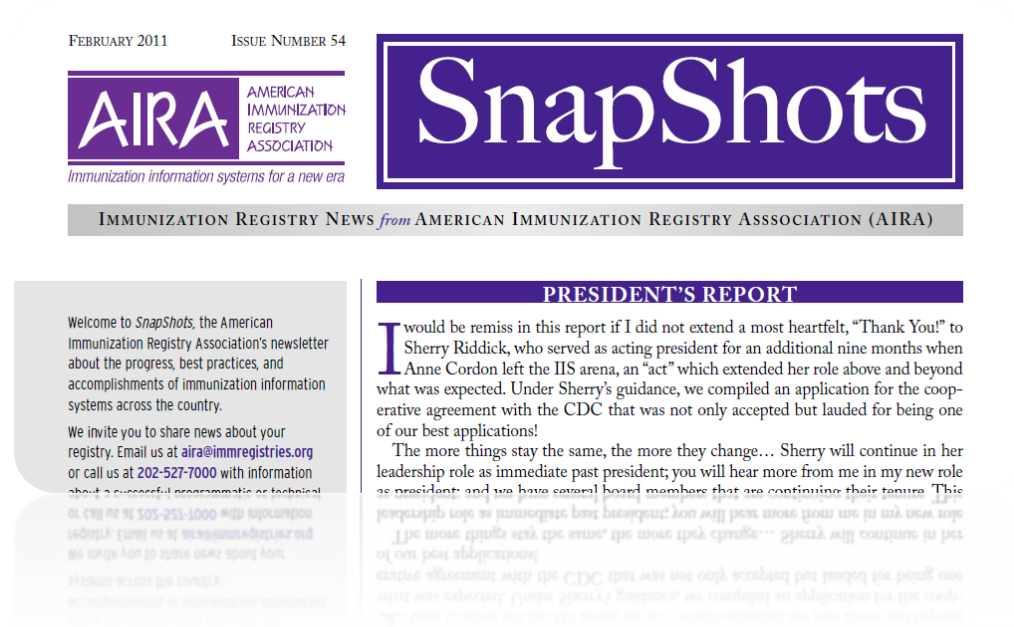 FEBRUARY 2011 ISSUE NUMBER 54
AIRA
AMERICAN
IMMUNIZATION
REGISTRY
ASSOCIATION
Immunization information systems for a new era
SnapShots
IMMUNIZATION REGISTRY NEWS from AMERICAN IMMUNIZATION REGISTRY ASSSOCIATION (AIRA)
Welcome to SnapShots, the American
Immunization Registry Association's newsletter
about the progress, best practices, and
accomplishments of immunization information
systems across the country.
We invite you to share news about your
registry. Email us at aira@immregistries.org
or call us at 202-527-7000 with information
about a successful programmatic or technical
PRESIDENT'S REPORT
I would be remiss in this report if I did not extend a most heartfelt, “Thank You!” to
Sherry Riddick, who served as acting president for an additional nine months when
Anne Cordon left the IIS arena, an “act” which extended her role above and beyond
what was expected. Under Sherry's guidance, we compiled an application for the coop-
erative agreement with the CDC that was not only accepted but lauded for being one
of our best applications!
The more things stay the same, the more they change… Sherry will continue in her
leadership role as immediate past president; you will hear more from me in my new role
as president; and we have several board members that are continuing their tenure. This